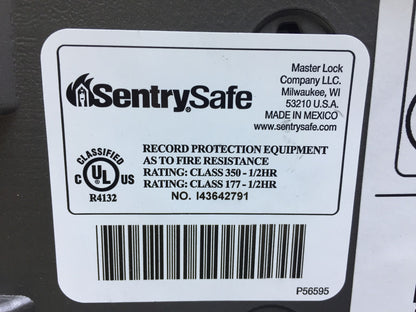 SentrySafe
Master Lock
Company LLC.
Milwaukee, WI
53210 U.S.A.
MADE IN MEXICO
www.sentrysafe.com
CLASSIFIED
C UL US
R4132
RECORD PROTECTION EQUIPMENT
AS TO FIRE RESISTANCE
RATING: CLASS 350 - 1/2HR
RATING: CLASS 177 - 1/2HR
NO. I43642791
P56595